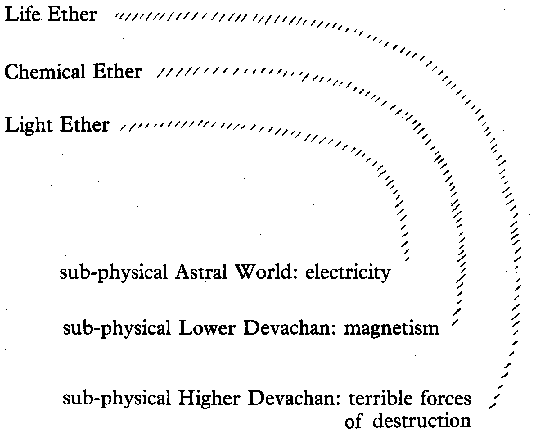 Life Ether
Chemical Ether
Light Ether
sub-physical Astral World: electricity
sub-physical Lower Devachan: magnetism
sub-physical Higher Devachan: terrible forces
of destruction